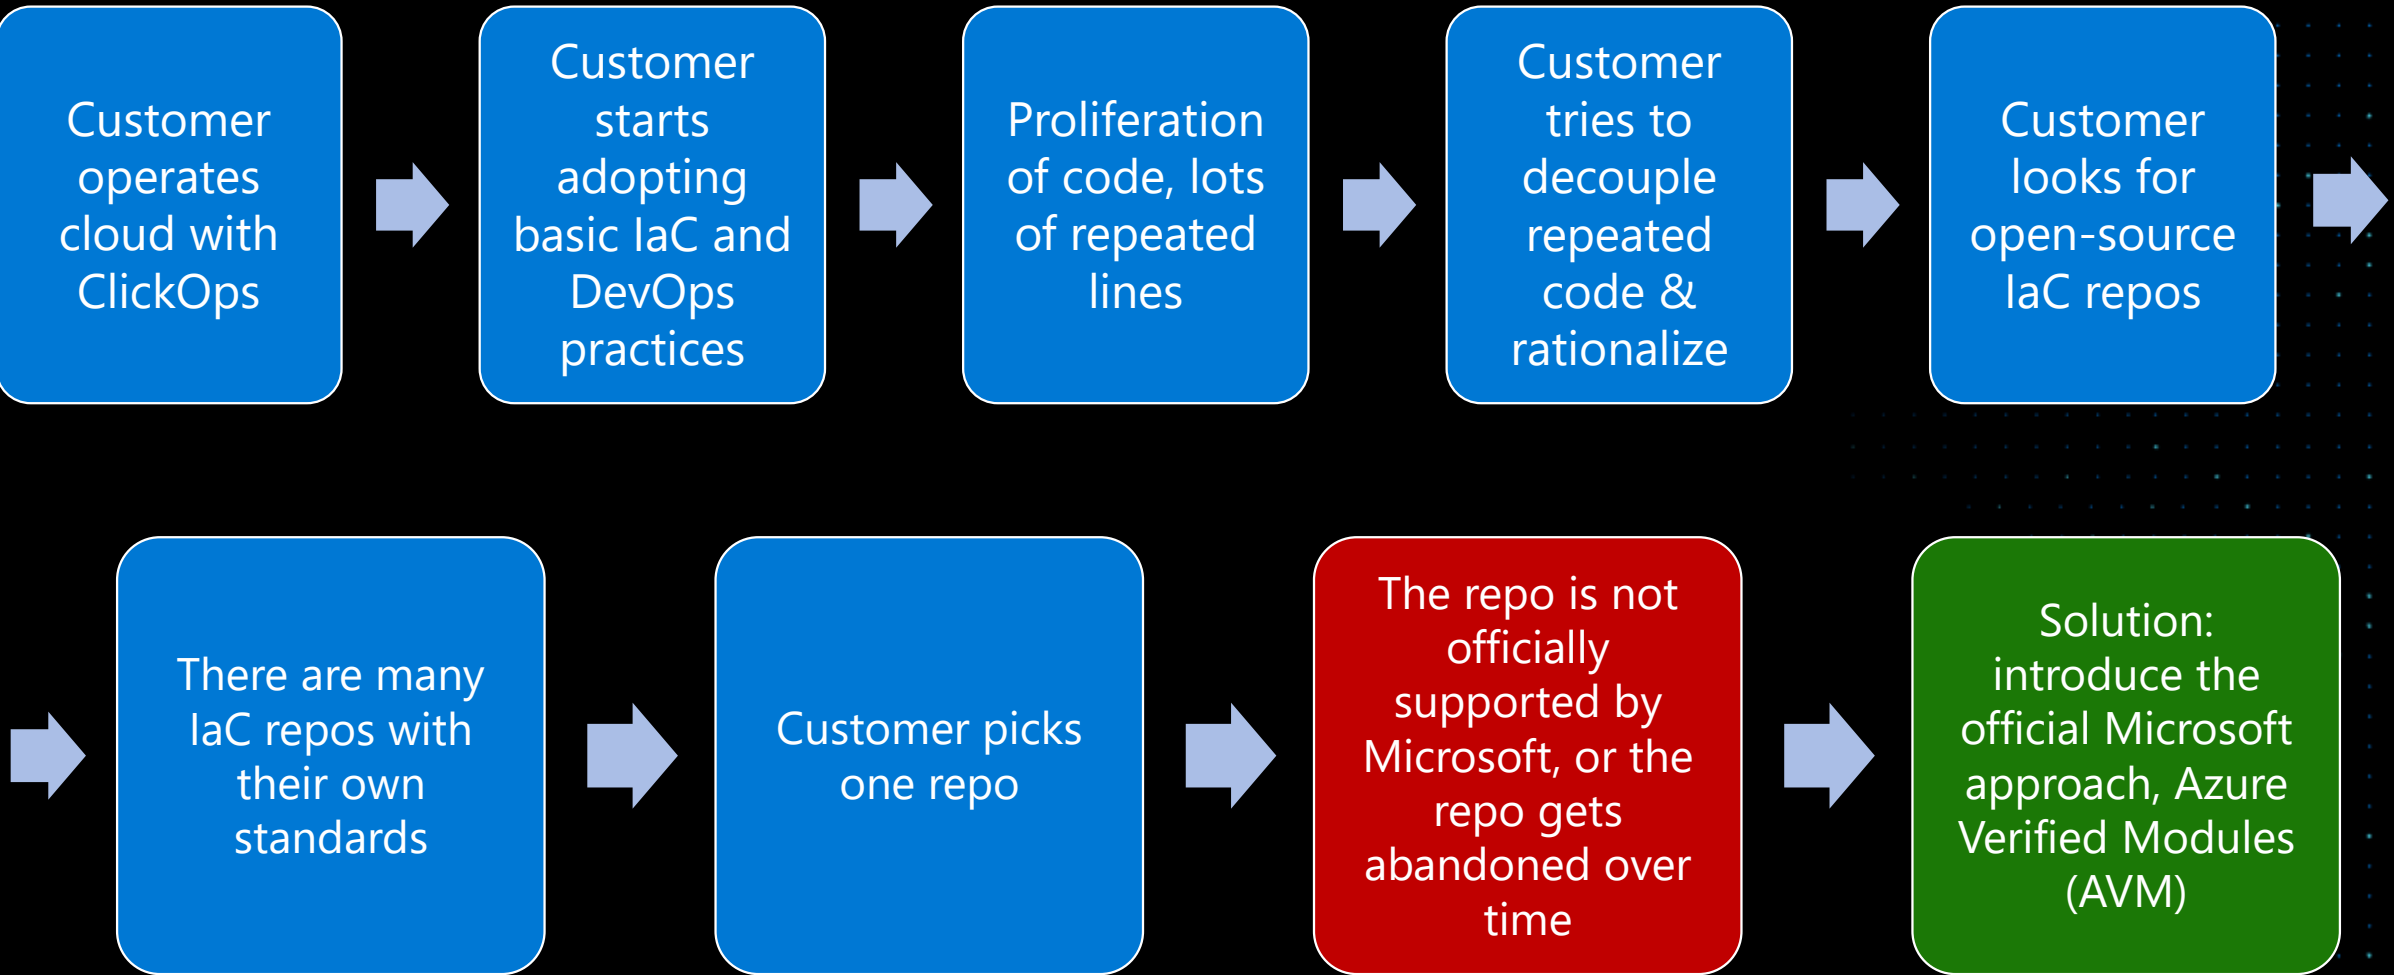 Customer
operates
cloud with
ClickOps
Customer
starts
adopting
basic IaC and
DevOps
practices
Proliferation
of code, lots
of repeated
lines
Customer
tries to
decouple
repeated
code &
rationalize
Customer
looks for
open-source
IaC repos
There are many
IaC repos with
their own
standards
Customer picks
one repo
The repo is not
officially
supported by
Microsoft, or the
repo gets
abandoned over
time
Solution:
introduce the
official Microsoft
approach, Azure
Verified Modules
(AVM)